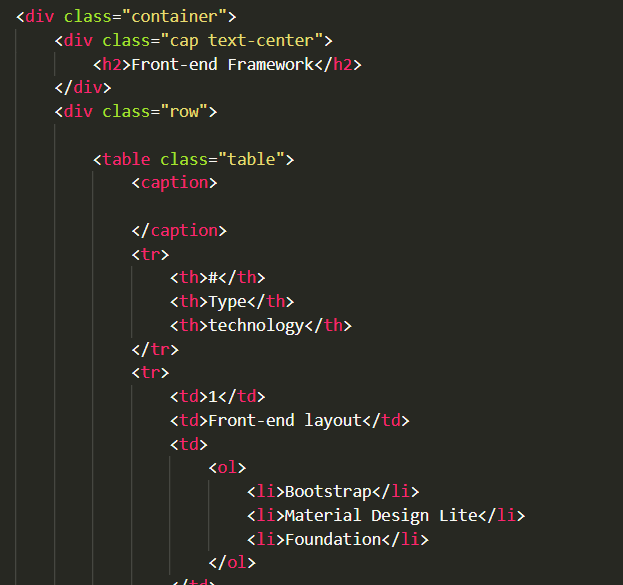 <div class="container">
<div class="cap text-center">
<h2>Front-end Framework</h2>
</div>
<div class="row">
<table class="table">
<caption>
</caption>
<tr>
<th>#</th>
<th>Type</th>
<th>technology</th>
</tr>
<tr>
<td>1</td>
<td>Front-end layout</td>
<td>
<ol>
<li>Bootstrap</li>
<li>Material Design Lite</li>
<li>Foundation</li>
</ol>
</td>